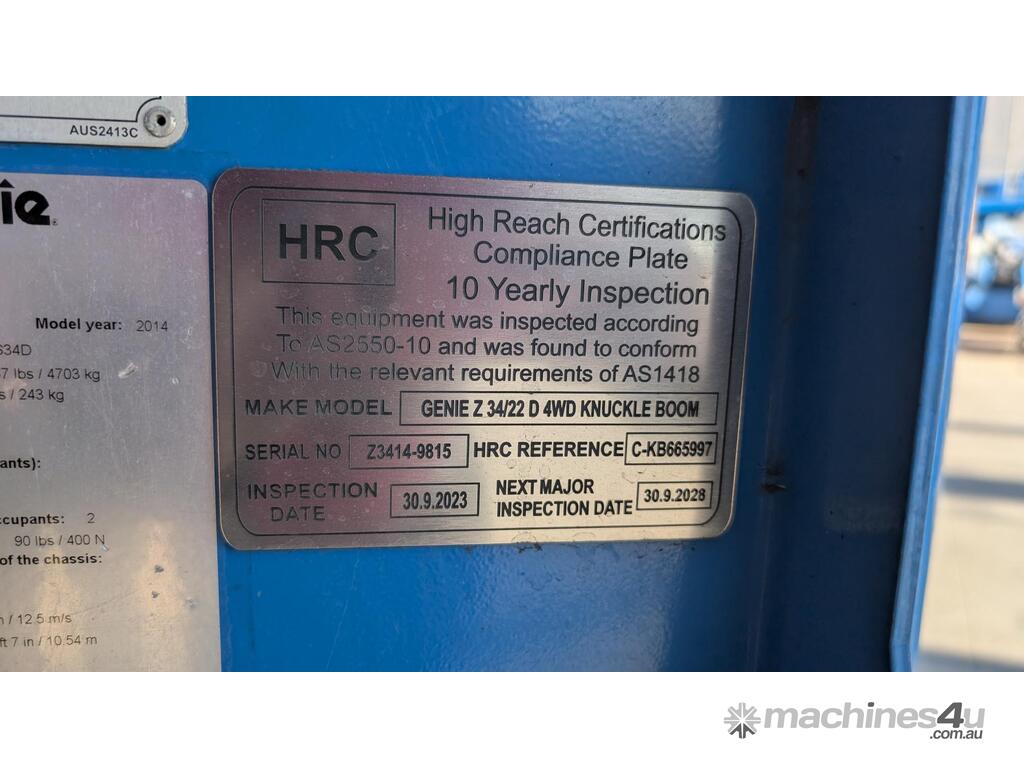 AUS2413C
ie
Model year: 2014
S34D
7 lbs / 4703 kg
s / 243 kg
ants):
ccupants: 2
90 lbs / 400 N
of the chassis:
/ 12.5 m/s
ft 7 in / 10.54 m
HRC
High Reach Certifications
Compliance Plate
10 Yearly Inspection
This equipment was inspected according
To AS2550-10 and was found to conform
With the relevant requirements of AS1418
MAKE MODEL GENIE Z 34/22 D 4WD KNUCKLE BOOM
SERIAL NO Z3414-9815 HRC REFERENCE C-KB665997
INSPECTION DATE 30.9.2023 NEXT MAJOR INSPECTION DATE 30.9.2028
machines4u
.com.au